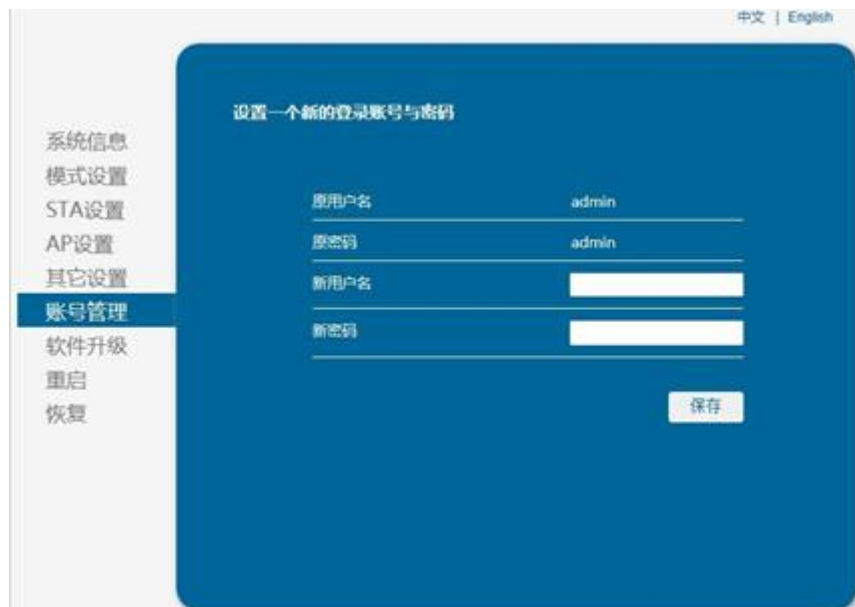 中文 | English
设置一个新的登录账号与密码
系统信息
模式设置
STA设置
AP设置
其它设置
账号管理
软件升级
重启
恢复
原用户名 admin
原密码 admin
新用户名
新密码
保存